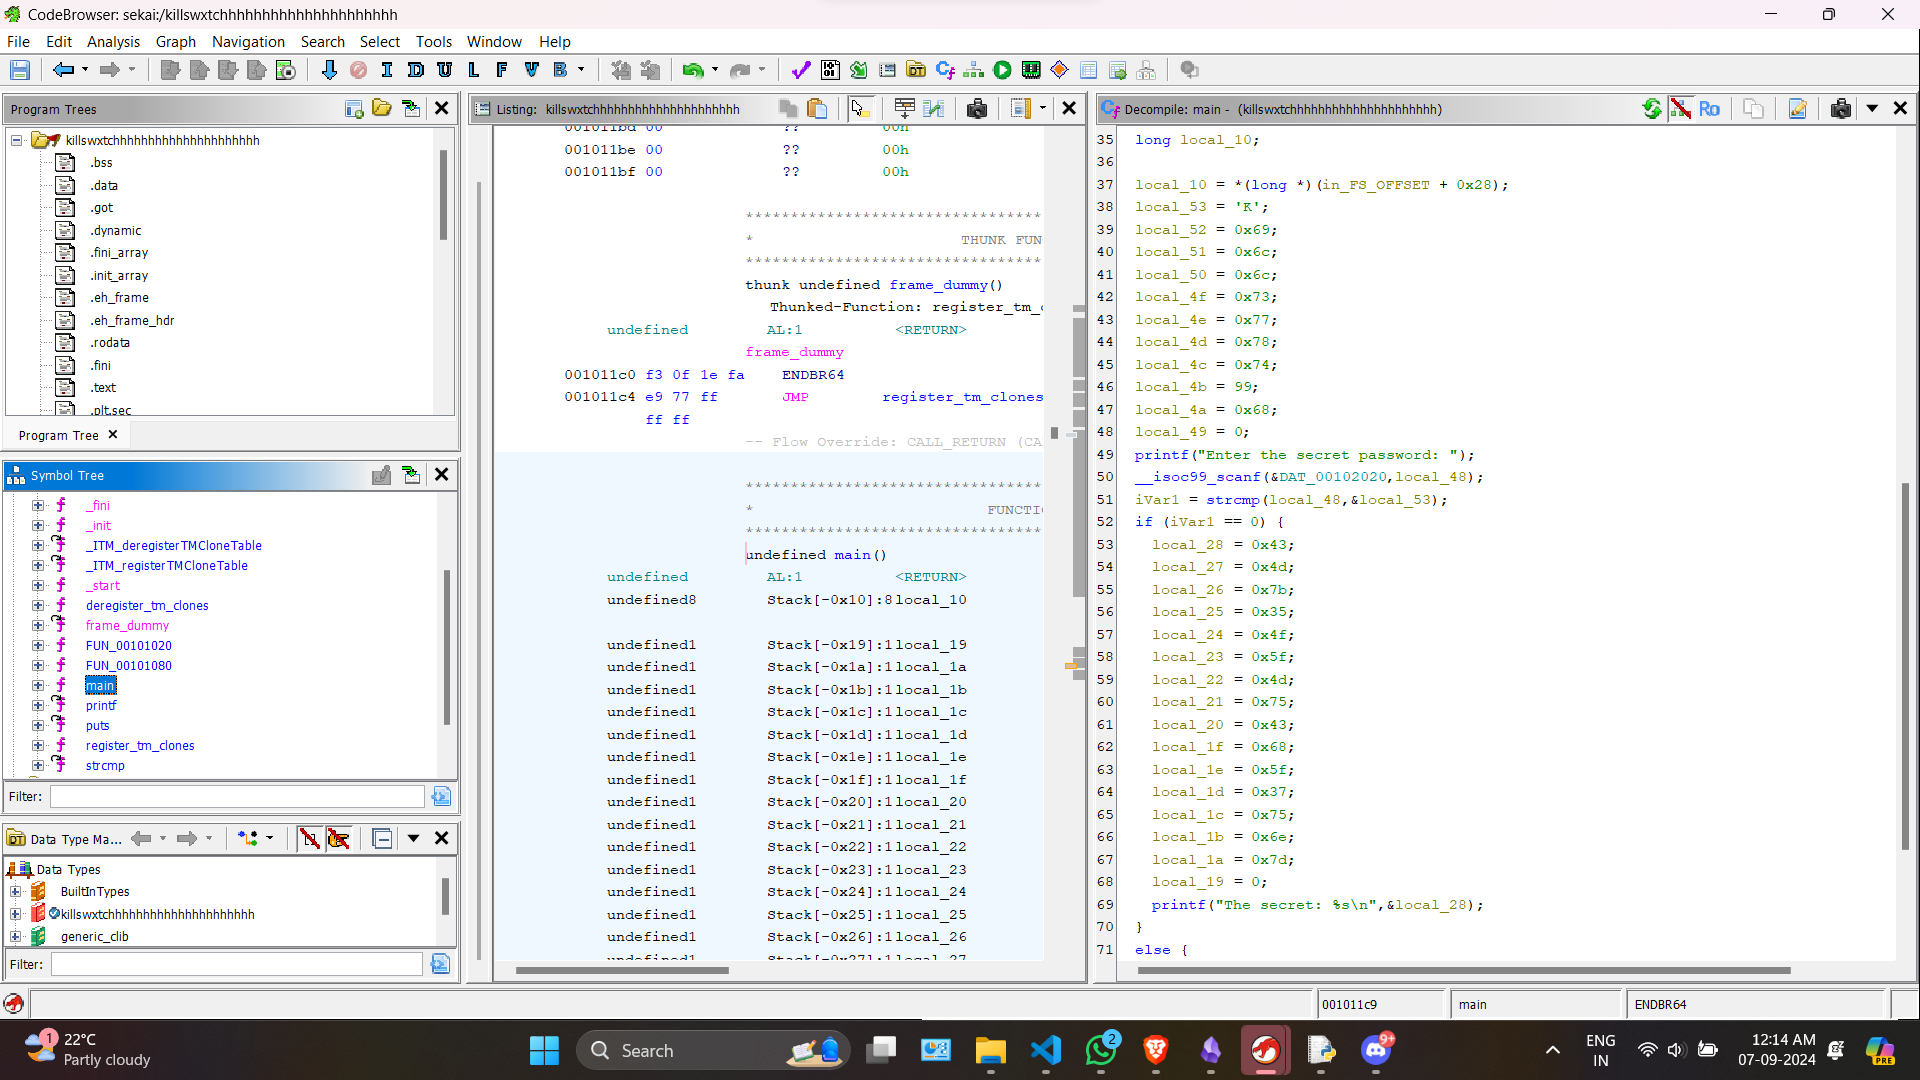 CodeBrowser: sekai:/killswxtchhhhhhhhhhhhhhhhhhhhh
File Edit Analysis Graph Navigation Search Select Tools Window Help
I D U L F V B
Program Trees
killswxtchhhhhhhhhhhhhhhhhhhhh
.bss
.data
.got
.dynamic
.fini_array
.init_array
.eh_frame
.eh_frame_hdr
.rodata
.fini
.text
.plt.sec
Program Tree
Symbol Tree
_fini
_init
_ITM_deregisterTMCloneTable
_ITM_registerTMCloneTable
_start
deregister_tm_clones
frame_dummy
FUN_00101020
FUN_00101080
main
printf
puts
register_tm_clones
strcmp
Filter:
Data Type Ma...
Data Types
BuiltInTypes
killswxtchhhhhhhhhhhhhhhhhhhhh
generic_clib
Filter:
Listing: killswxtchhhhhhhhhhhhhhhhhhhhh
001011bd 00 ?? 00h
001011be 00 ?? 00h
001011bf 00 ?? 00h
*********************************
* THUNK FUN
*********************************
thunk undefined frame_dummy()
Thunked-Function: register_tm_c
undefined AL:1 <RETURN>
frame_dummy
001011c0 f3 0f 1e fa ENDBR64
001011c4 e9 77 ff JMP register_tm_clones
ff ff
-- Flow Override: CALL_RETURN (CA
*********************************
* FUNCTI
*********************************
undefined main()
undefined AL:1 <RETURN>
undefined8 Stack[-0x10]:8 local_10
undefined1 Stack[-0x19]:1 local_19
undefined1 Stack[-0x1a]:1 local_1a
undefined1 Stack[-0x1b]:1 local_1b
undefined1 Stack[-0x1c]:1 local_1c
undefined1 Stack[-0x1d]:1 local_1d
undefined1 Stack[-0x1e]:1 local_1e
undefined1 Stack[-0x1f]:1 local_1f
undefined1 Stack[-0x20]:1 local_20
undefined1 Stack[-0x21]:1 local_21
undefined1 Stack[-0x22]:1 local_22
undefined1 Stack[-0x23]:1 local_23
undefined1 Stack[-0x24]:1 local_24
undefined1 Stack[-0x25]:1 local_25
undefined1 Stack[-0x26]:1 local_26
undefined1 Stack[-0x27]:1 local_27
Decompile: main - (killswxtchhhhhhhhhhhhhhhhhhhhh)
Ro
35 long local_10;
36
37 local_10 = *(long *)(in_FS_OFFSET + 0x28);
38 local_53 = 'K';
39 local_52 = 0x69;
40 local_51 = 0x6c;
41 local_50 = 0x6c;
42 local_4f = 0x73;
43 local_4e = 0x77;
44 local_4d = 0x78;
45 local_4c = 0x74;
46 local_4b = 99;
47 local_4a = 0x68;
48 local_49 = 0;
49 printf("Enter the secret password: ");
50 __isoc99_scanf(&DAT_00102020,local_48);
51 iVar1 = strcmp(local_48,&local_53);
52 if (iVar1 == 0) {
53 local_28 = 0x43;
54 local_27 = 0x4d;
55 local_26 = 0x7b;
56 local_25 = 0x35;
57 local_24 = 0x4f;
58 local_23 = 0x5f;
59 local_22 = 0x4d;
60 local_21 = 0x75;
61 local_20 = 0x43;
62 local_1f = 0x68;
63 local_1e = 0x5f;
64 local_1d = 0x37;
65 local_1c = 0x75;
66 local_1b = 0x6e;
67 local_1a = 0x7d;
68 local_19 = 0;
69 printf("The secret: %s\n",&local_28);
70 }
71 else {
001011c9
main
ENDBR64
1
22°C
Partly cloudy
Search
2
9+
ENG
IN
12:14 AM
07-09-2024
PRE